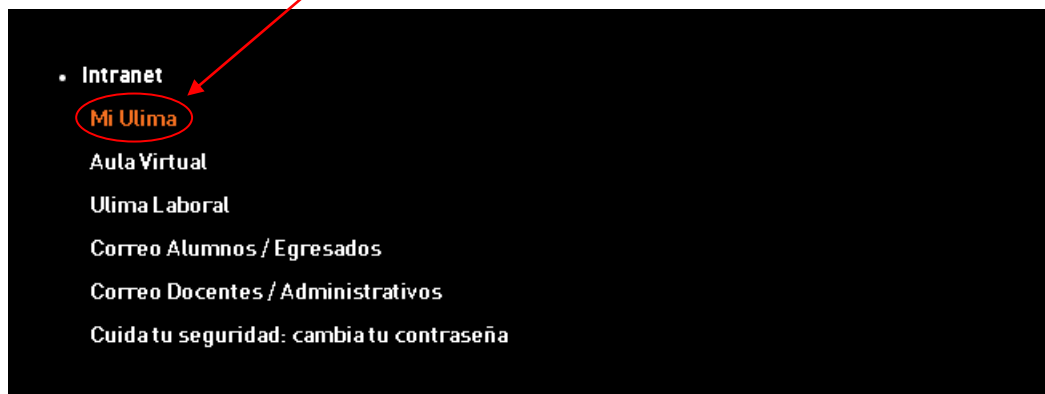 • Intranet
Mi Ulima
Aula Virtual
Ulima Laboral
Correo Alumnos / Egresados
Correo Docentes / Administrativos
Cuida tu seguridad: cambia tu contraseña